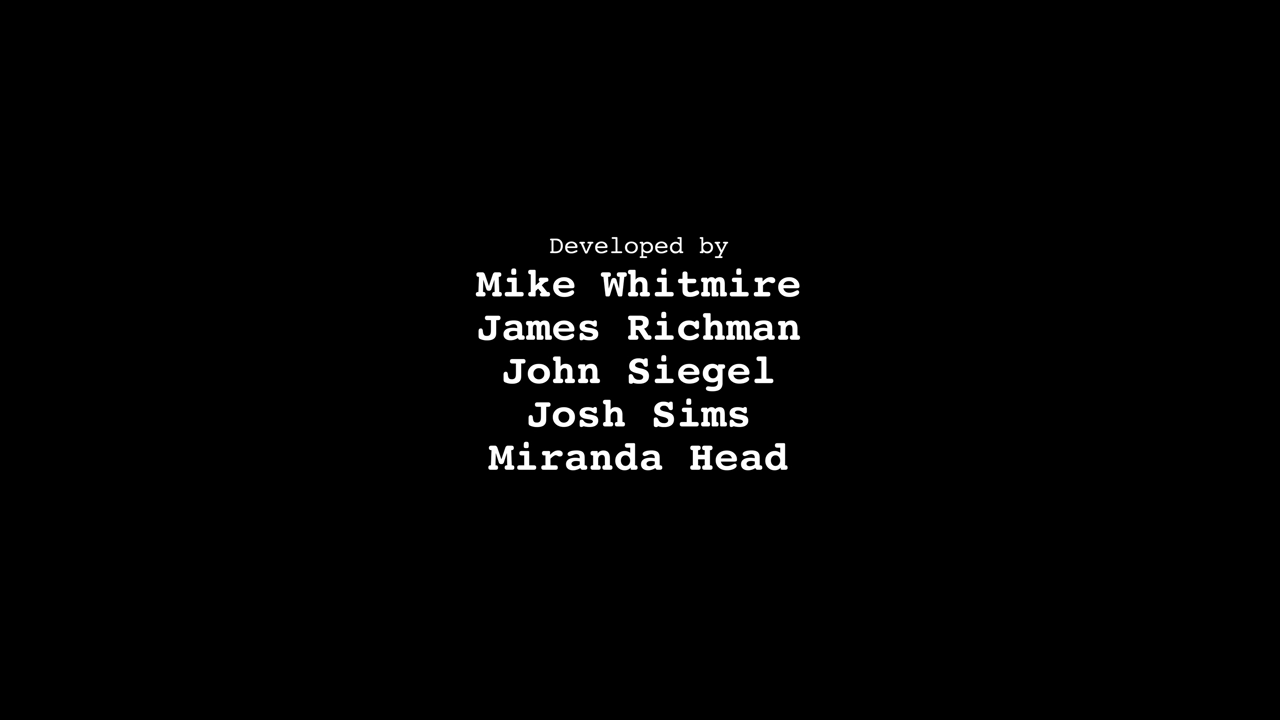 Developed by
Mike Whitmire
James Richman
John Siegel
Josh Sims
Miranda Head